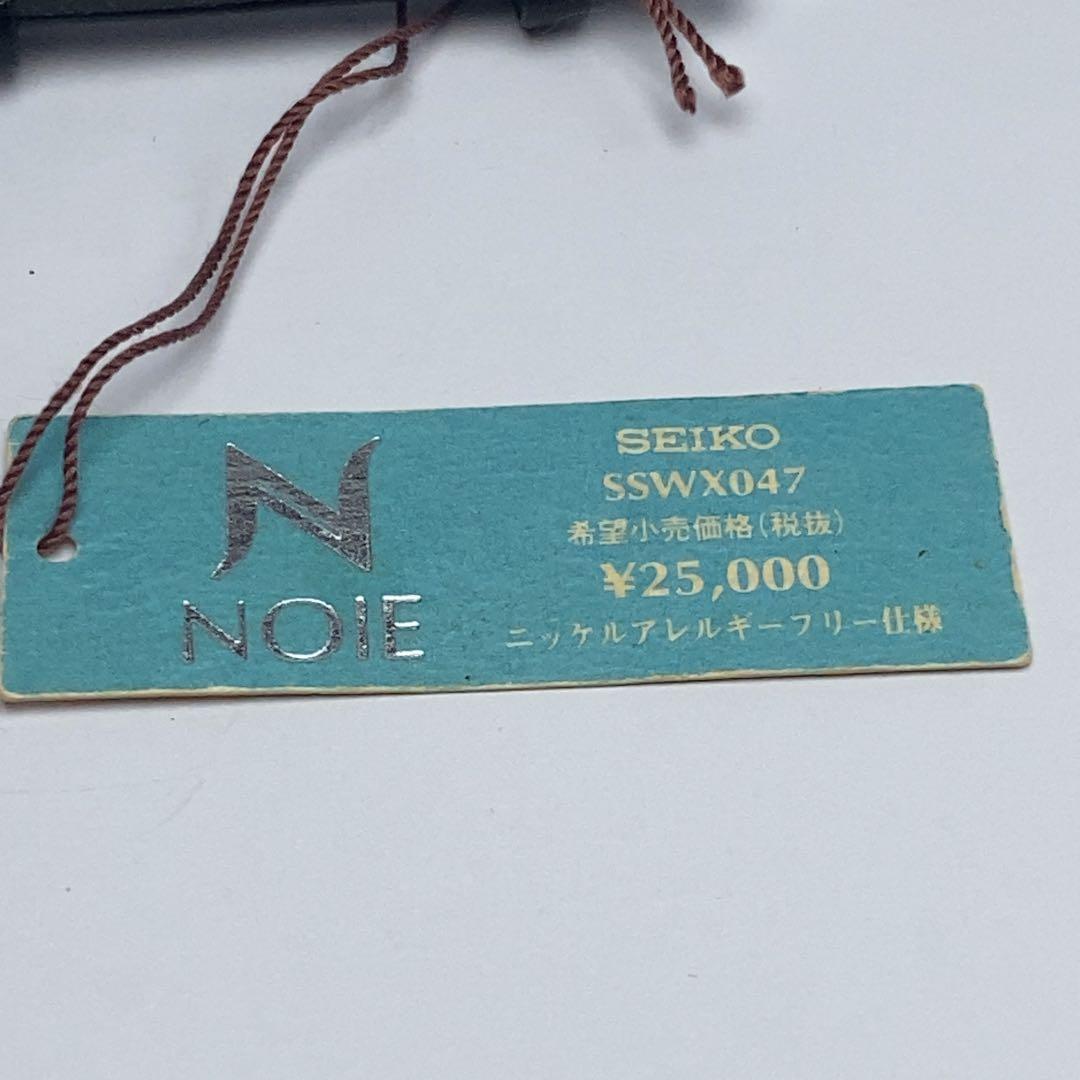 N
NOIE
SEIKO
SSWX047
希望小売価格(税抜)
¥25,000
ニッケルアレルギーフリー仕様